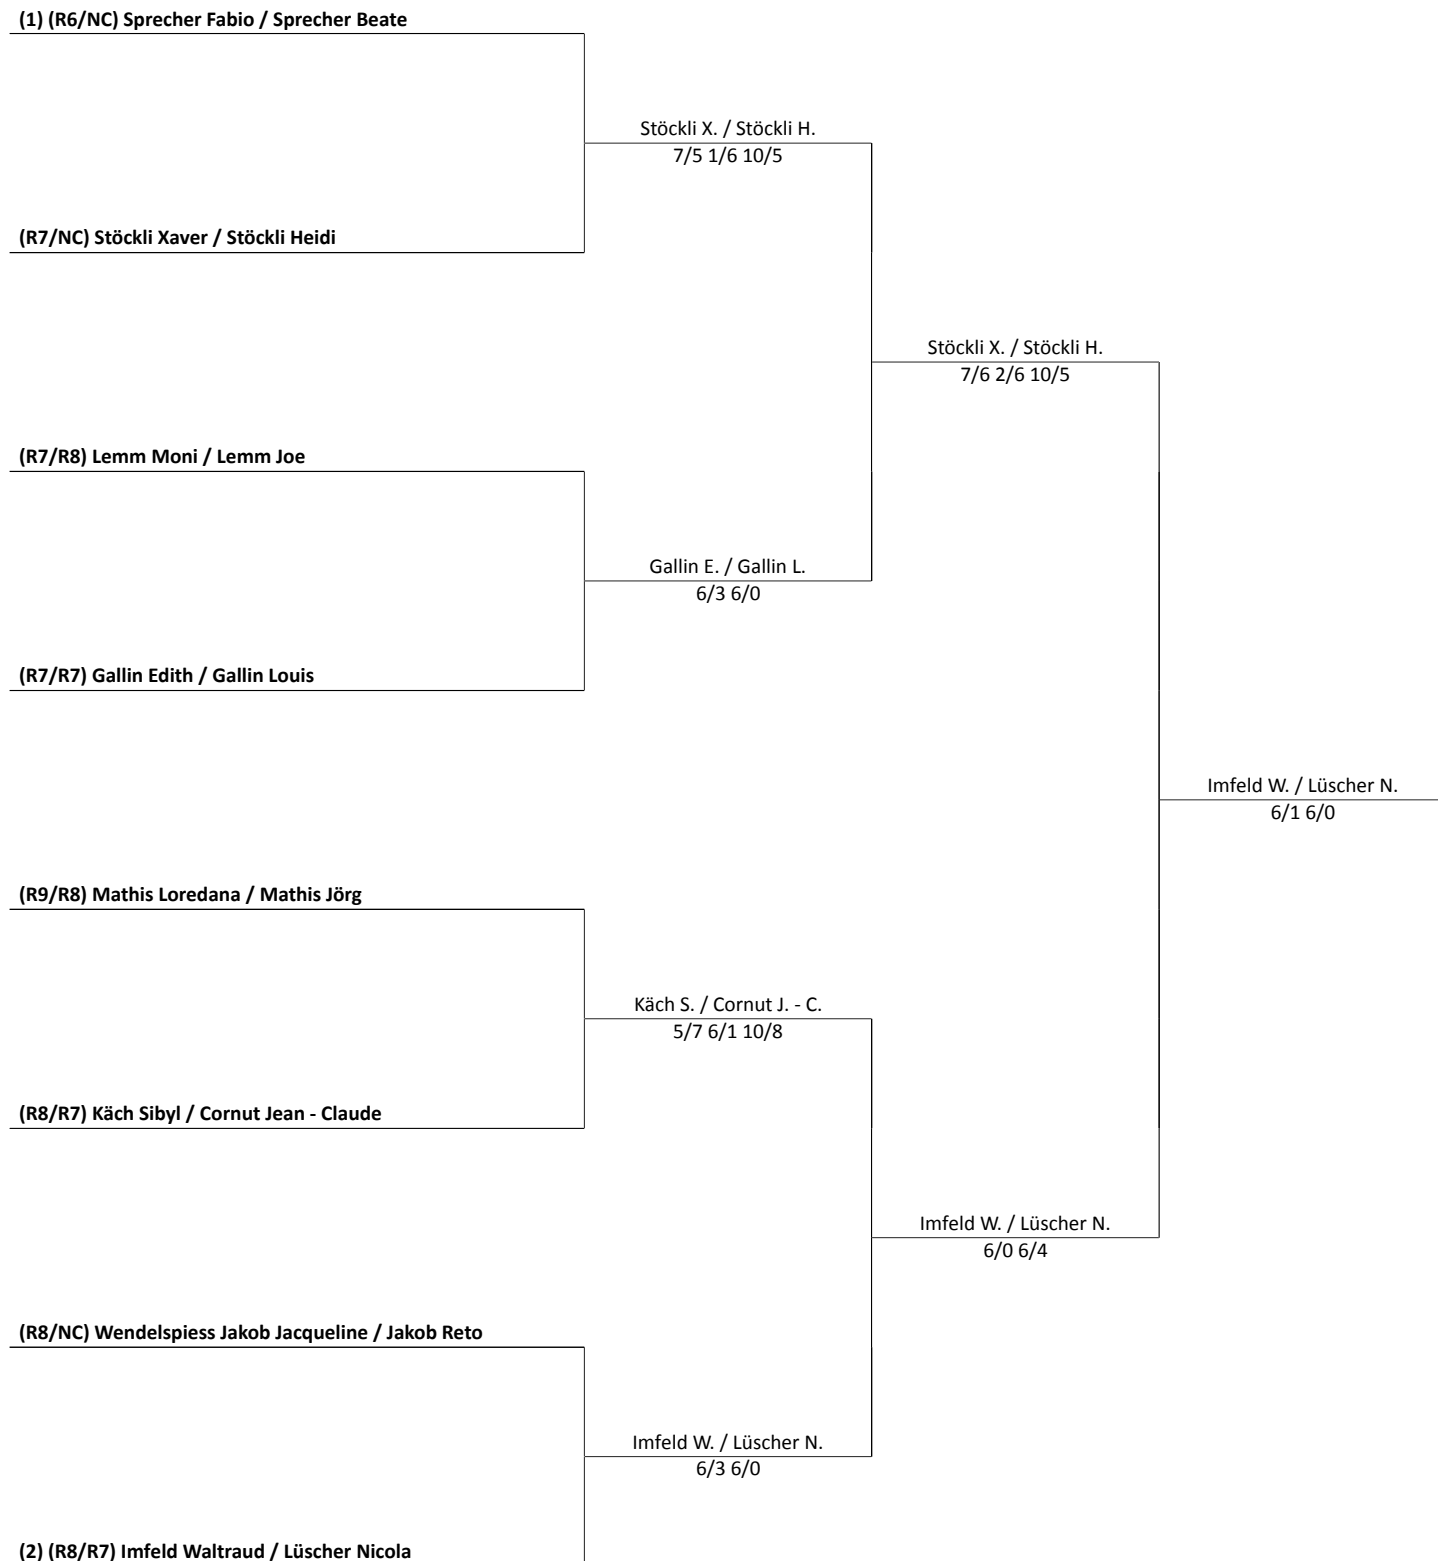 (1) (R6/NC) Sprecher Fabio / Sprecher Beate
Stöckli X. / Stöckli H.
7/5 1/6 10/5
(R7/NC) Stöckli Xaver / Stöckli Heidi
Stöckli X. / Stöckli H.
7/6 2/6 10/5
(R7/R8) Lemm Moni / Lemm Joe
Gallin E. / Gallin L.
6/3 6/0
(R7/R7) Gallin Edith / Gallin Louis
Imfeld W. / Lüscher N.
6/1 6/0
(R9/R8) Mathis Loredana / Mathis Jörg
Käch S. / Cornut J. - C.
5/7 6/1 10/8
(R8/R7) Käch Sibyl / Cornut Jean - Claude
Imfeld W. / Lüscher N.
6/0 6/4
(R8/NC) Wendelspiess Jakob Jacqueline / Jakob Reto
Imfeld W. / Lüscher N.
6/3 6/0
(2) (R8/R7) Imfeld Waltraud / Lüscher Nicola